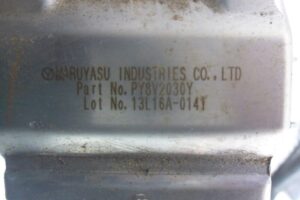 MARUYASU INDUSTRIES CO.,LTD
Part No. PY8V2030Y
Lot No. 13L16A-0141